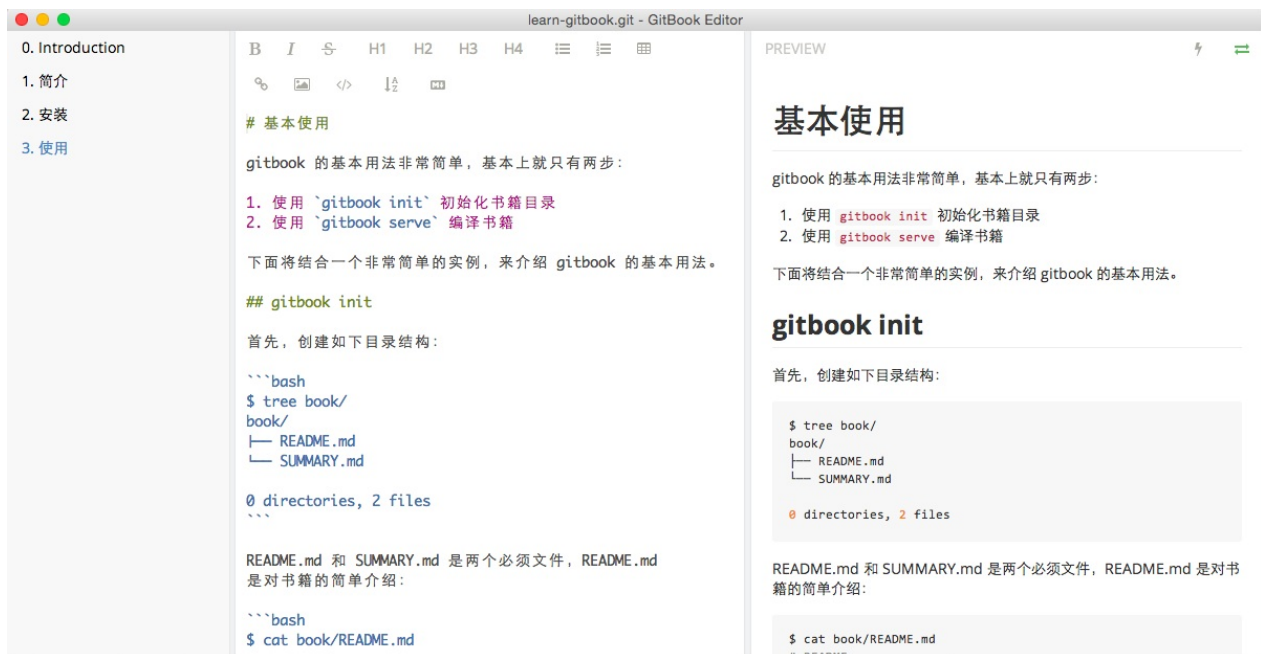 learn-gitbook.git - GitBook Editor
0. Introduction
1. 简介
2. 安装
3. 使用
B I S H1 H2 H3 H4
</> A Z
# 基本使用
gitbook 的基本用法非常简单，基本上就只有两步：
1. 使用 `gitbook init` 初始化书籍目录
2. 使用 `gitbook serve` 编译书籍
下面将结合一个非常简单的实例，来介绍 gitbook 的基本用法。
## gitbook init
首先，创建如下目录结构：
```bash
$ tree book/
book/
├── README.md
└── SUMMARY.md
0 directories, 2 files
```
README.md 和 SUMMARY.md 是两个必须文件，README.md
是对书籍的简单介绍：
```bash
$ cat book/README.md
PREVIEW
基本使用
gitbook 的基本用法非常简单，基本上就只有两步：
1. 使用 gitbook init 初始化书籍目录
2. 使用 gitbook serve 编译书籍
下面将结合一个非常简单的实例，来介绍 gitbook 的基本用法。
gitbook init
首先，创建如下目录结构：
$ tree book/
book/
├── README.md
└── SUMMARY.md
0 directories, 2 files
README.md 和 SUMMARY.md 是两个必须文件，README.md 是对书
籍的简单介绍：
$ cat book/README.md